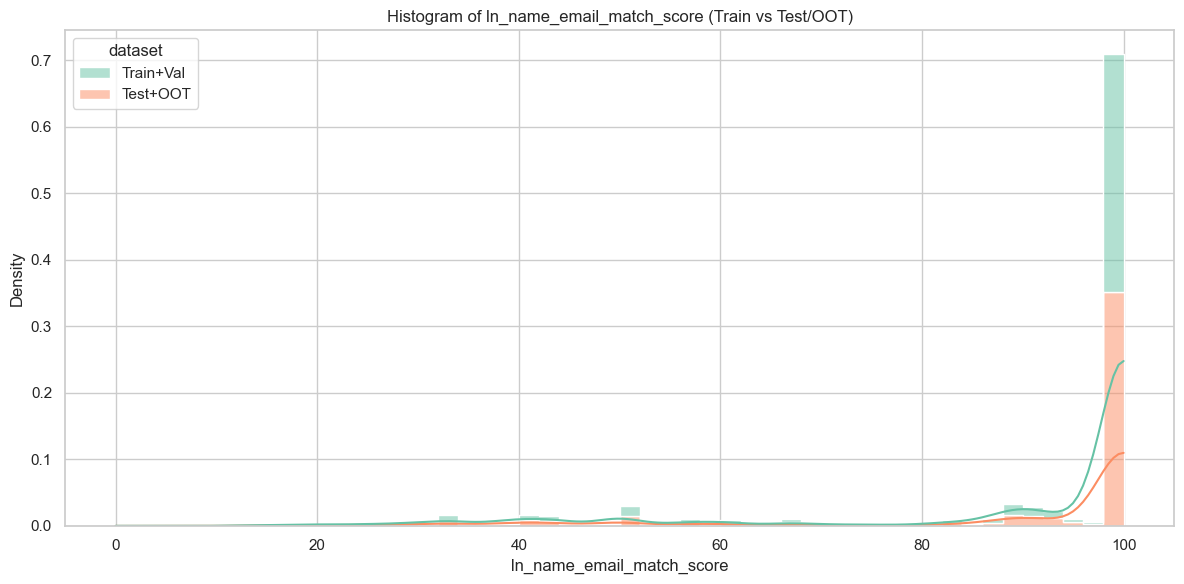 Histogram of ln_name_email_match_score (Train vs Test/OOT)
dataset
Train+Val
Test+OOT
0.7
0.6
0.5
0.4
0.3
0.2
0.1
0.0
Density
0 20 40 60 80 100
ln_name_email_match_score